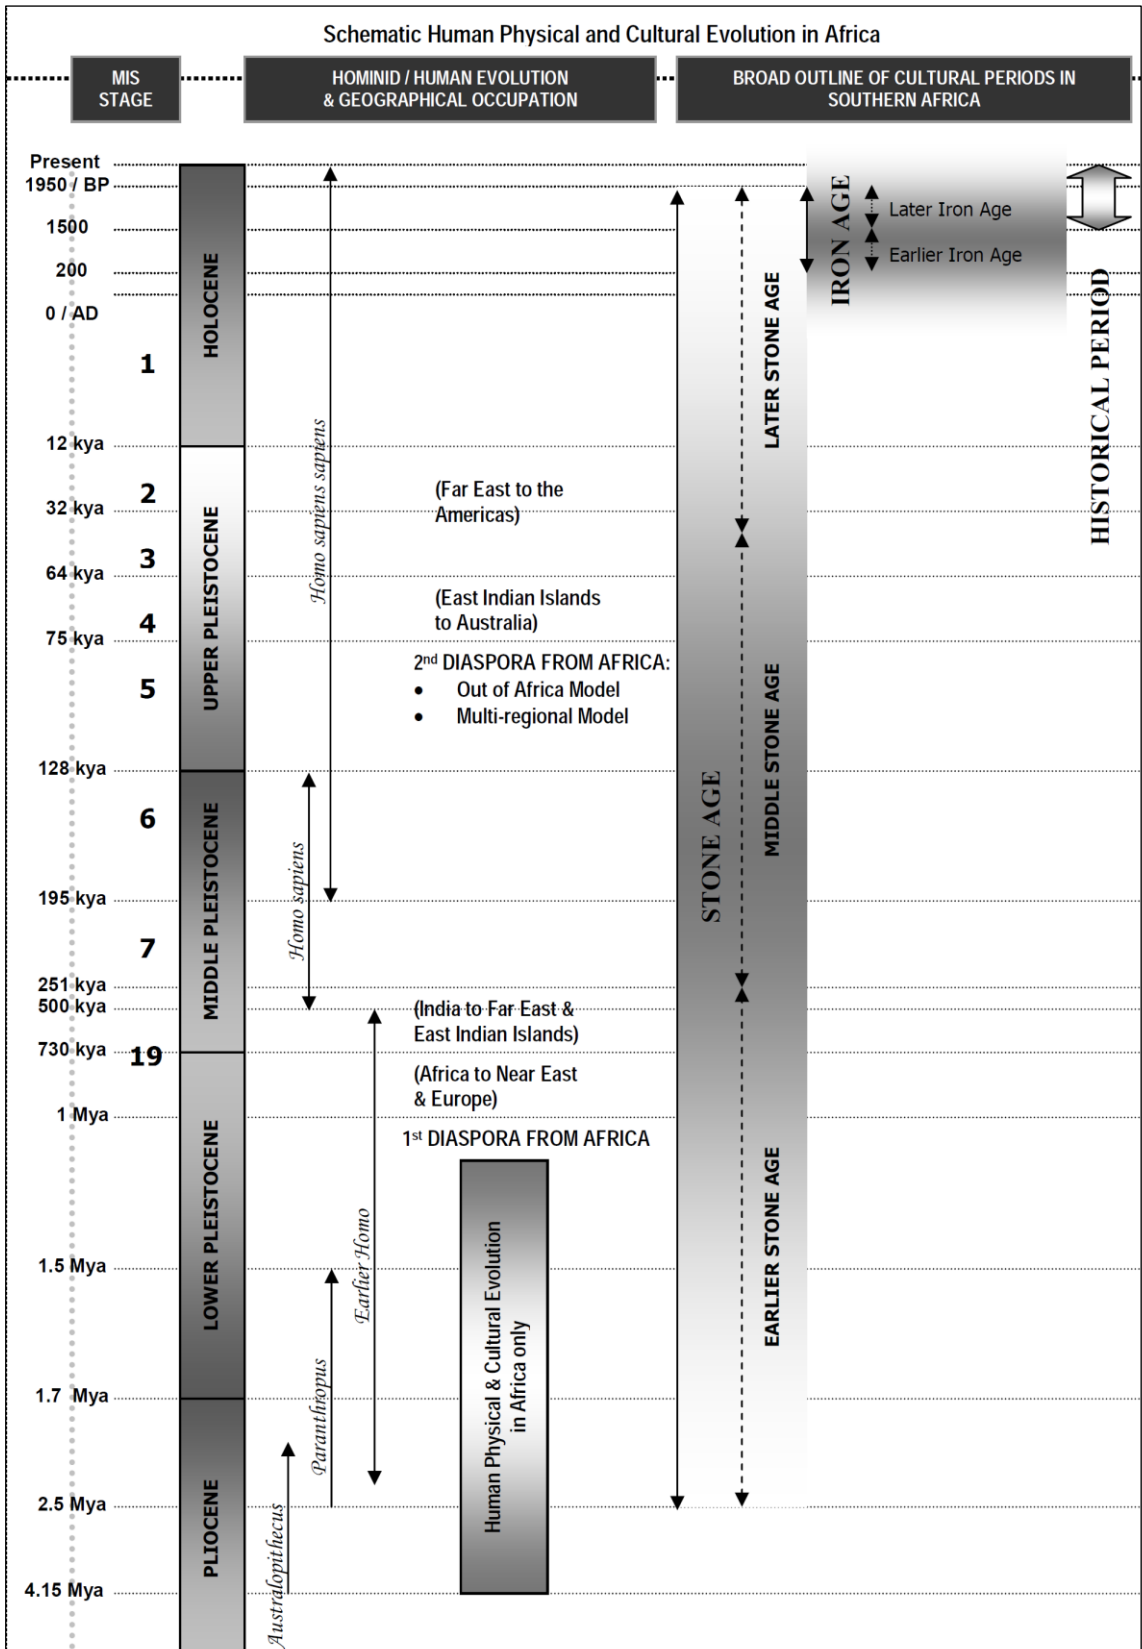 Schematic Human Physical and Cultural Evolution in Africa
MIS
STAGE
HOMINID / HUMAN EVOLUTION
& GEOGRAPHICAL OCCUPATION
BROAD OUTLINE OF CULTURAL PERIODS IN
SOUTHERN AFRICA
Present
1950 / BP
1500
200
0 / AD
12 kya
32 kya
64 kya
75 kya
128 kya
195 kya
251 kya
500 kya
730 kya
1 Mya
1.5 Mya
1.7 Mya
2.5 Mya
4.15 Mya
1
2
3
4
5
6
7
19
HOLOCENE
UPPER PLEISTOCENE
MIDDLE PLEISTOCENE
LOWER PLEISTOCENE
PLIOCENE
Homo sapiens sapiens
Homo sapiens
Earlier Homo
Paranthropus
Australopithecus
(Far East to the
Americas)
(East Indian Islands
to Australia)
2nd DIASPORA FROM AFRICA:
• Out of Africa Model
• Multi-regional Model
(India to Far East &
East Indian Islands)
(Africa to Near East
& Europe)
1st DIASPORA FROM AFRICA
Human Physical & Cultural Evolution
in Africa only
STONE AGE
LATER STONE AGE
MIDDLE STONE AGE
EARLIER STONE AGE
IRON AGE
Later Iron Age
Earlier Iron Age
HISTORICAL PERIOD